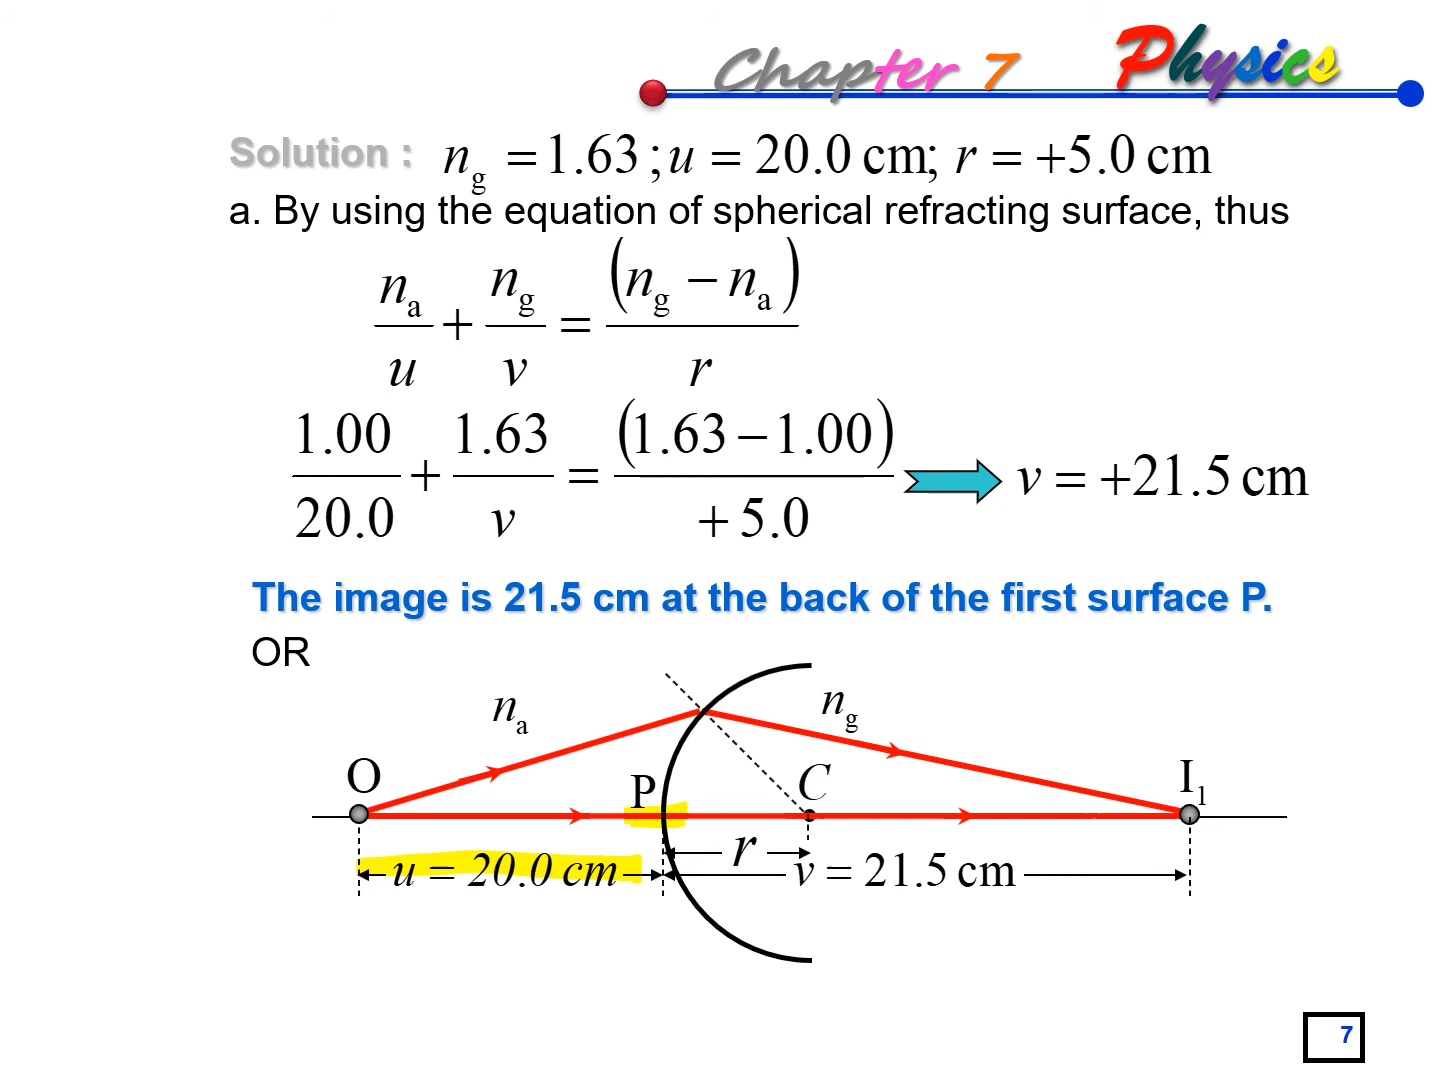 Chapter 7 Physics
Solution : n_g = 1.63 ; u = 20.0 cm; r = +5.0 cm
a. By using the equation of spherical refracting surface, thus
n_a/u + n_g/v = (n_g − n_a)/r
1.00/20.0 + 1.63/v = (1.63 − 1.00)/+5.0 v = +21.5 cm
The image is 21.5 cm at the back of the first surface P.
OR
n_a n_g
O P C I_1
r
u = 20.0 cm v = 21.5 cm
7